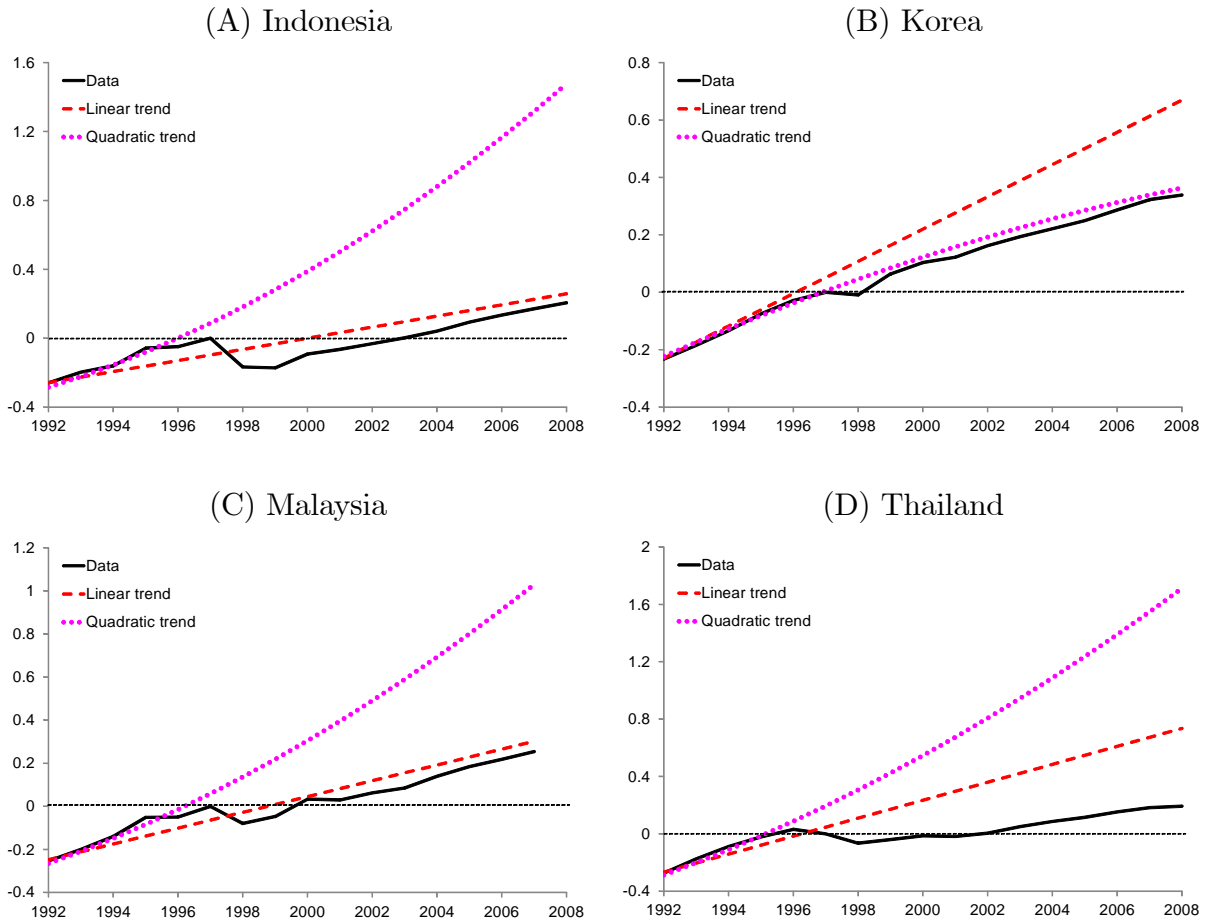 (A) Indonesia
1.6
1.2
0.8
0.4
0
-0.4
Data
Linear trend
Quadratic trend
1992 1994 1996 1998 2000 2002 2004 2006 2008
(B) Korea
0.8
0.6
0.4
0.2
0
-0.2
-0.4
Data
Linear trend
Quadratic trend
1992 1994 1996 1998 2000 2002 2004 2006 2008
(C) Malaysia
1.2
1
0.8
0.6
0.4
0.2
0
-0.2
-0.4
Data
Linear trend
Quadratic trend
1992 1994 1996 1998 2000 2002 2004 2006 2008
(D) Thailand
2
1.6
1.2
0.8
0.4
0
-0.4
Data
Linear trend
Quadratic trend
1992 1994 1996 1998 2000 2002 2004 2006 2008